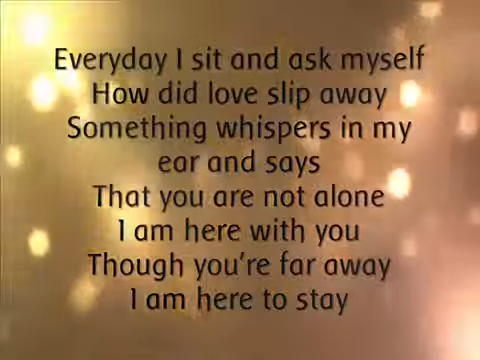 Everyday I sit and ask myself
How did love slip away
Something whispers in my
ear and says
That you are not alone
I am here with you
Though you're far away
I am here to stay